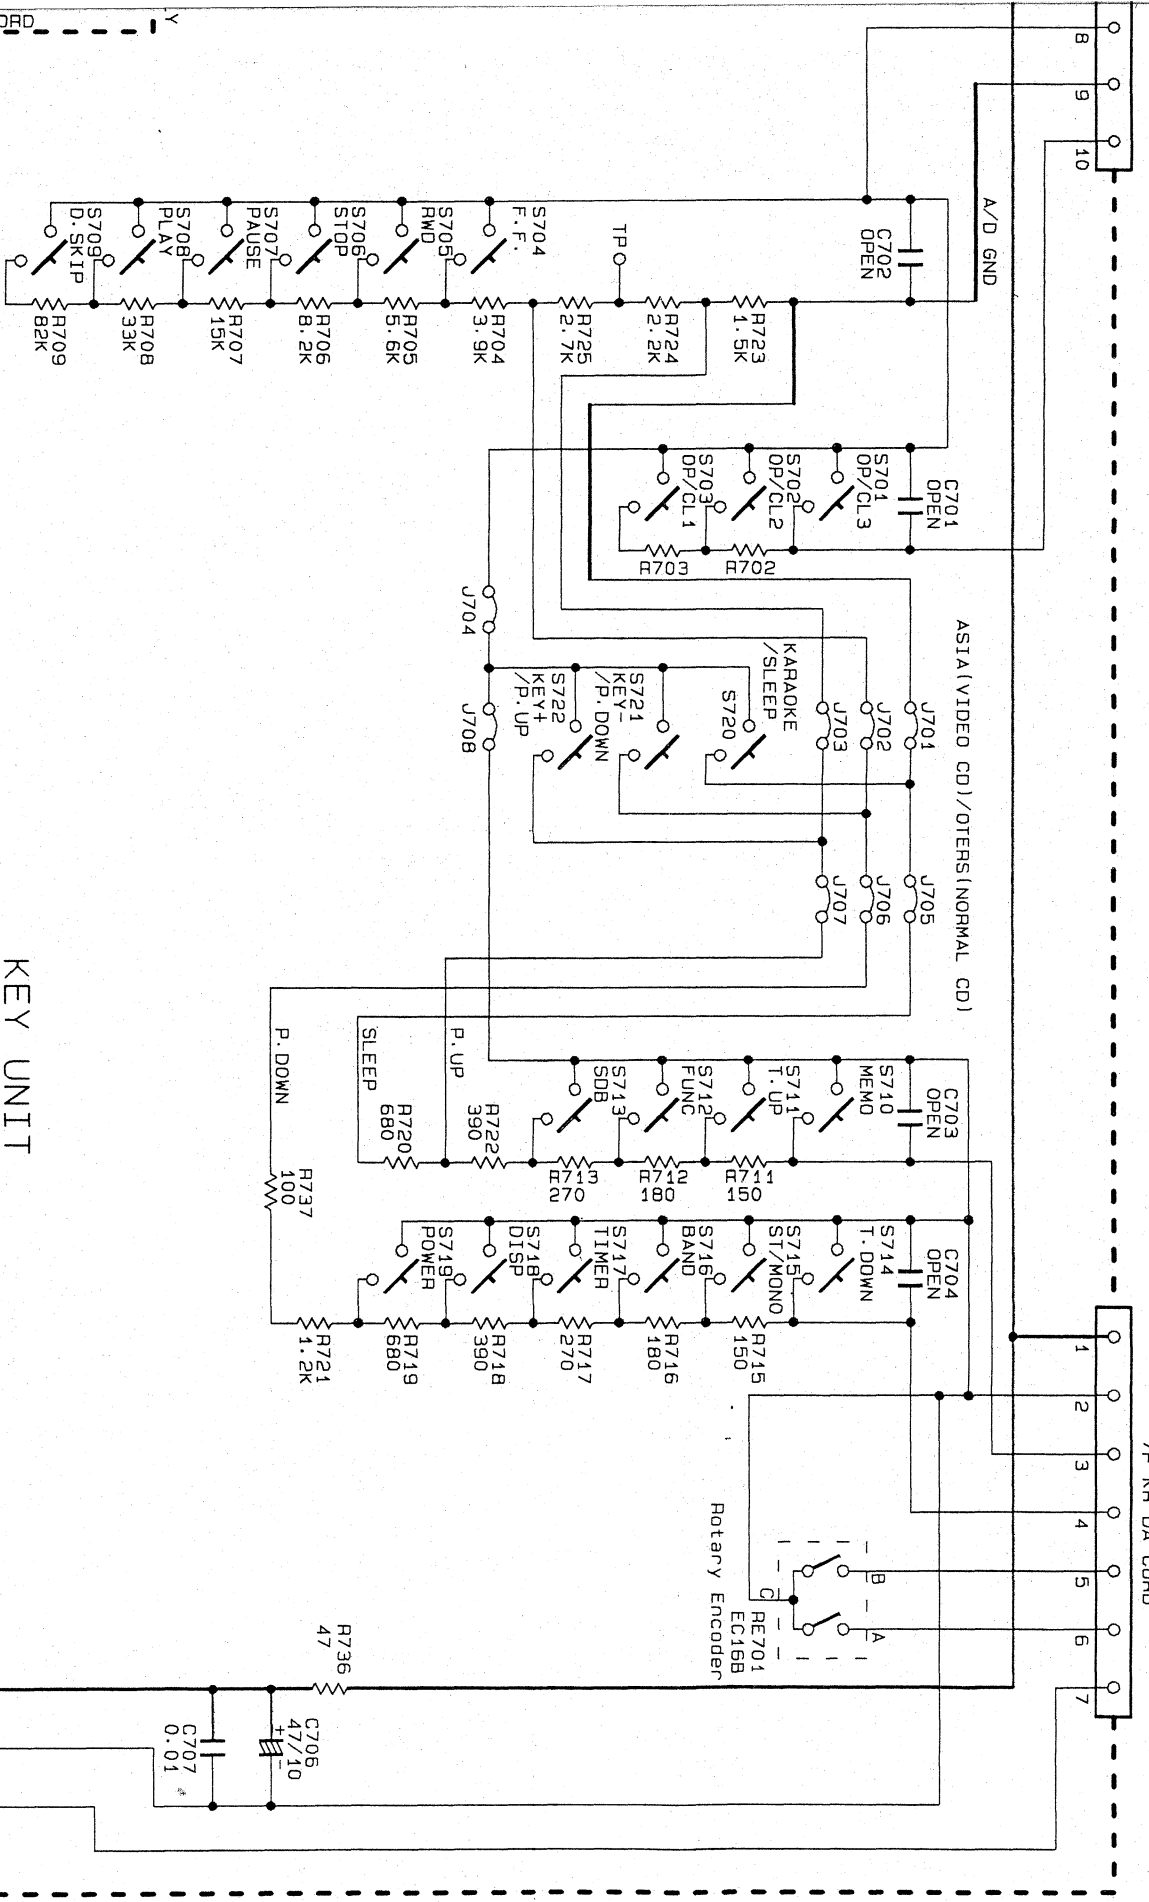 8
9
10
A/D GND
C702
OPEN
S704
F.F.
S705
RWD
S706
STOP
S707
PAUSE
S708
PLAY
S709
D.SKIP
TP
R723
1.5K
R724
2.2K
R725
2.7K
R704
3.9K
R705
5.6K
R706
8.2K
R707
15K
R708
33K
R709
82K
C701
OPEN
S701
OP/CL3
S702
OP/CL2
S703
OP/CL1
R702
R703
ASIA(VIDEO CD)/OTERS(NORMAL CD)
J704
J708
KARAOKE
/SLEEP
S720
S721
KEY-
/P.DOWN
S722
KEY+
/P.UP
J701
J702
J703
J705
J706
J707
KEY UNIT
P.UP
SLEEP
P.DOWN
C703
OPEN
S710
MEMO
S711
T.UP
S712
FUNC
S713
SDB
R711
150
R712
180
R713
270
R722
390
R720
680
R737
100
C704
OPEN
S714
T.DOWN
S715
ST/MONO
S716
BAND
S717
TIMER
S718
DISP
S719
POWER
R715
150
R716
180
R717
270
R718
390
R719
680
R721
1.2K
1
2
3
4
5
6
7
B
A
C
RE701
EC16B
Rotary Encoder
R736
47
C706
47/10
+
-
C707
0.01
Y